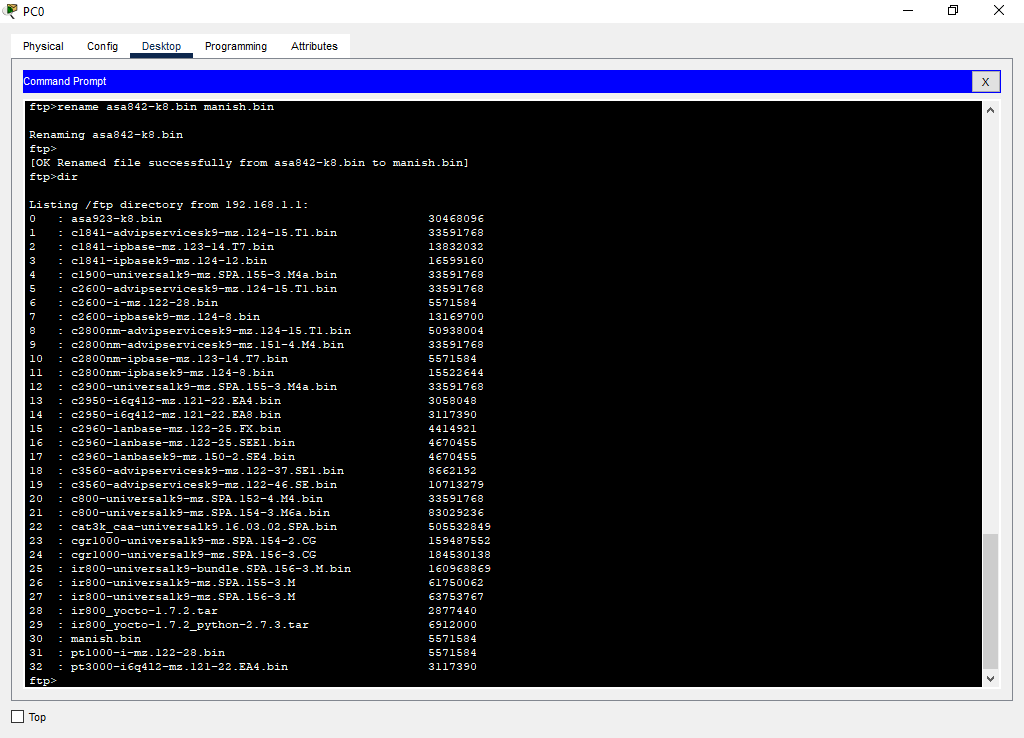 PC0
Physical Config Desktop Programming Attributes
Command Prompt X
ftp>rename asa842-k8.bin manish.bin
Renaming asa842-k8.bin
ftp>
[OK Renamed file successfully from asa842-k8.bin to manish.bin]
ftp>dir
Listing /ftp directory from 192.168.1.1:
0 : asa923-k8.bin 30468096
1 : c1841-advipservicesk9-mz.124-15.T1.bin 33591768
2 : c1841-ipbase-mz.123-14.T7.bin 13832032
3 : c1841-ipbasek9-mz.124-12.bin 16599160
4 : c1900-universalk9-mz.SPA.155-3.M4a.bin 33591768
5 : c2600-advipservicesk9-mz.124-15.T1.bin 33591768
6 : c2600-i-mz.122-28.bin 5571584
7 : c2600-ipbasek9-mz.124-8.bin 13169700
8 : c2800nm-advipservicesk9-mz.124-15.T1.bin 50938004
9 : c2800nm-advipservicesk9-mz.151-4.M4.bin 33591768
10 : c2800nm-ipbase-mz.123-14.T7.bin 5571584
11 : c2800nm-ipbasek9-mz.124-8.bin 15522644
12 : c2900-universalk9-mz.SPA.155-3.M4a.bin 33591768
13 : c2950-i6q4l2-mz.121-22.EA4.bin 3058048
14 : c2950-i6q4l2-mz.121-22.EA8.bin 3117390
15 : c2960-lanbase-mz.122-25.FX.bin 4414921
16 : c2960-lanbase-mz.122-25.SEE1.bin 4670455
17 : c2960-lanbasek9-mz.150-2.SE4.bin 4670455
18 : c3560-advipservicesk9-mz.122-37.SE1.bin 8662192
19 : c3560-advipservicesk9-mz.122-46.SE.bin 10713279
20 : c800-universalk9-mz.SPA.152-4.M4.bin 33591768
21 : c800-universalk9-mz.SPA.154-3.M6a.bin 83029236
22 : cat3k_caa-universalk9.16.03.02.SPA.bin 505532849
23 : cgr1000-universalk9-mz.SPA.154-2.CG 159487552
24 : cgr1000-universalk9-mz.SPA.156-3.CG 184530138
25 : ir800-universalk9-bundle.SPA.156-3.M.bin 160968869
26 : ir800-universalk9-mz.SPA.155-3.M 61750062
27 : ir800-universalk9-mz.SPA.156-3.M 63753767
28 : ir800_yocto-1.7.2.tar 2877440
29 : ir800_yocto-1.7.2_python-2.7.3.tar 6912000
30 : manish.bin 5571584
31 : pt1000-i-mz.122-28.bin 5571584
32 : pt3000-i6q4l2-mz.121-22.EA4.bin 3117390
ftp>
Top